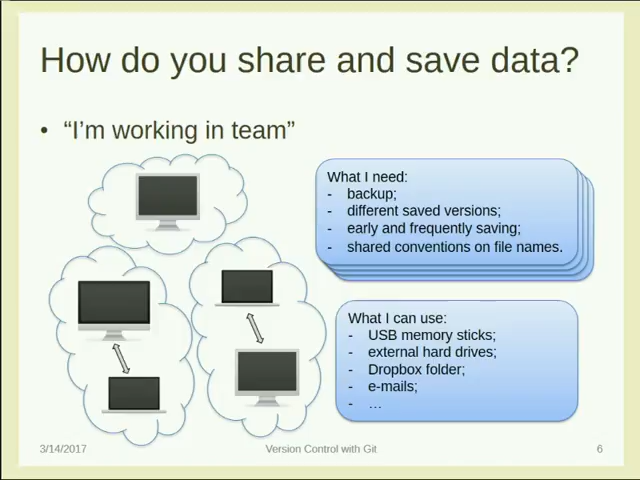 How do you share and save data?
• “I’m working in team”
What I need:
- backup;
- different saved versions;
- early and frequently saving;
- shared conventions on file names.
What I can use:
- USB memory sticks;
- external hard drives;
- Dropbox folder;
- e-mails;
- …
3/14/2017
Version Control with Git
6